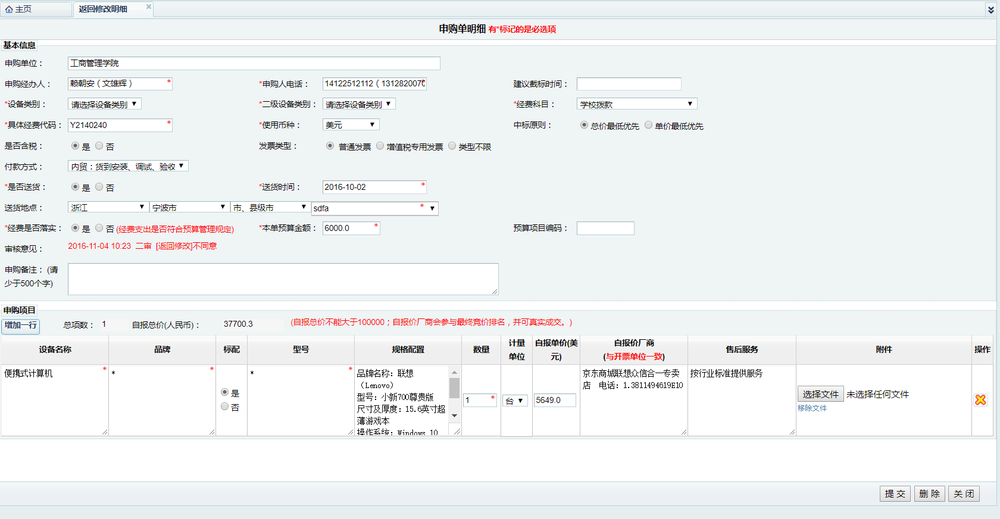 主页
返回修改明细
申购单明细 有*标记的是必选项
基本信息
申购单位： 工商管理学院
申购经办人： 赖朝安（文雄辉） * *申购人电话： 14122512112（1312820070 * 建议截标时间：
*设备类别： 请选择设备类别 *二级设备类别： 请选择设备类别 *经费科目： 学校拨款
*具体经费代码： Y2140240 * *使用币种： 美元 中标原则： 总价最低优先 单价最低优先
是否含税： 是 否 发票类型： 普通发票 增值税专用发票 类型不限
付款方式： 内贸：货到安装、调试、验收
*是否送货： 是 否 *送货时间： 2016-10-02 *
送货地点： 浙江 宁波市 市、县级市 sdfa *
*经费是否落实： 是 否 (经费支出是否符合预算管理规定) *本单预算金额： 6000.0 * 预算项目编码：
审核意见： 2016-11-04 10:23 二审 [返回修改]不同意
申购备注： (请
少于500个字)
申购项目
增加一行 总项数： 1 自报总价(人民币)： 37700.3 (自报总价不能大于100000；自报价厂商会参与最终竞价排名，并可真实成交。)
设备名称 品牌 标配 型号 规格配置 数量 计量
单位 自报单价(美
元) 自报价厂商
(与开票单位一致) 售后服务 附件 操作
便携式计算机 * * * * *
是
否
品牌名称：联想
（Lenovo）
型号：小新700尊贵版
尺寸及厚度：15.6英寸超
薄游戏本
操作系统：Windows 10
1 * 台 5649.0
京东商城联想众信合一专卖
店 电话：1.3811494619E10
按行业标准提供服务
选择文件 未选择任何文件
移除文件
提 交 删 除 关 闭